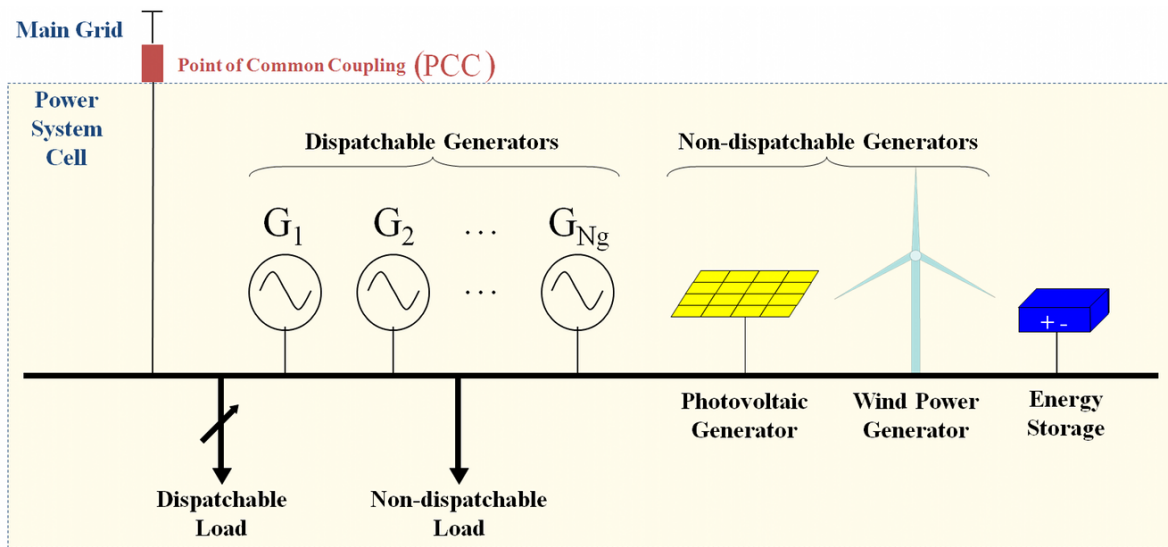 Main Grid
Point of Common Coupling (PCC)
Power
System
Cell
Dispatchable Generators
Non-dispatchable Generators
G1
G2
...
GNg
...
+ -
Photovoltaic
Generator
Wind Power
Generator
Energy
Storage
Dispatchable
Load
Non-dispatchable
Load